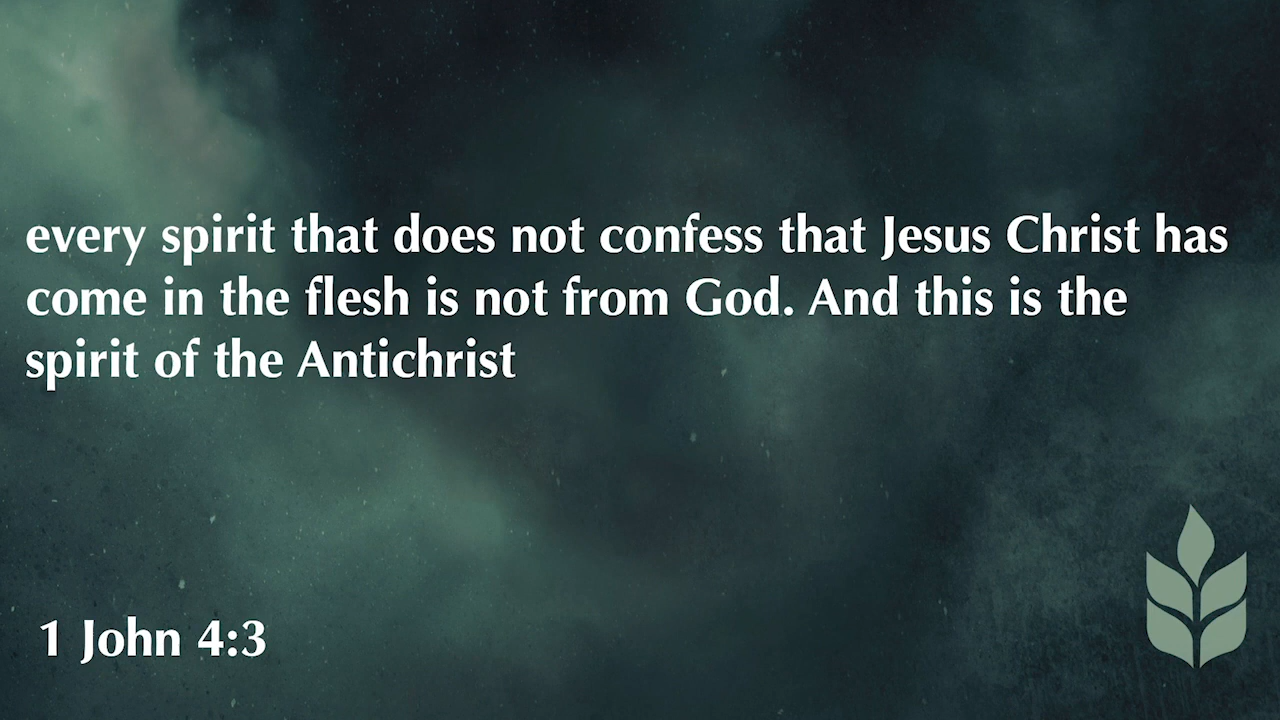 every spirit that does not confess that Jesus Christ has
come in the flesh is not from God. And this is the
spirit of the Antichrist
1 John 4:3